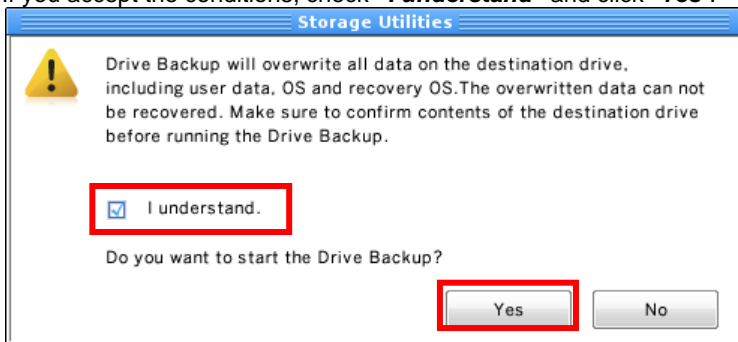 If you accept the conditions, check "I understand" and click "Yes".
Storage Utilities
Drive Backup will overwrite all data on the destination drive,
including user data, OS and recovery OS.The overwritten data can not
be recovered. Make sure to confirm contents of the destination drive
before running the Drive Backup.
I understand.
Do you want to start the Drive Backup?
Yes
No